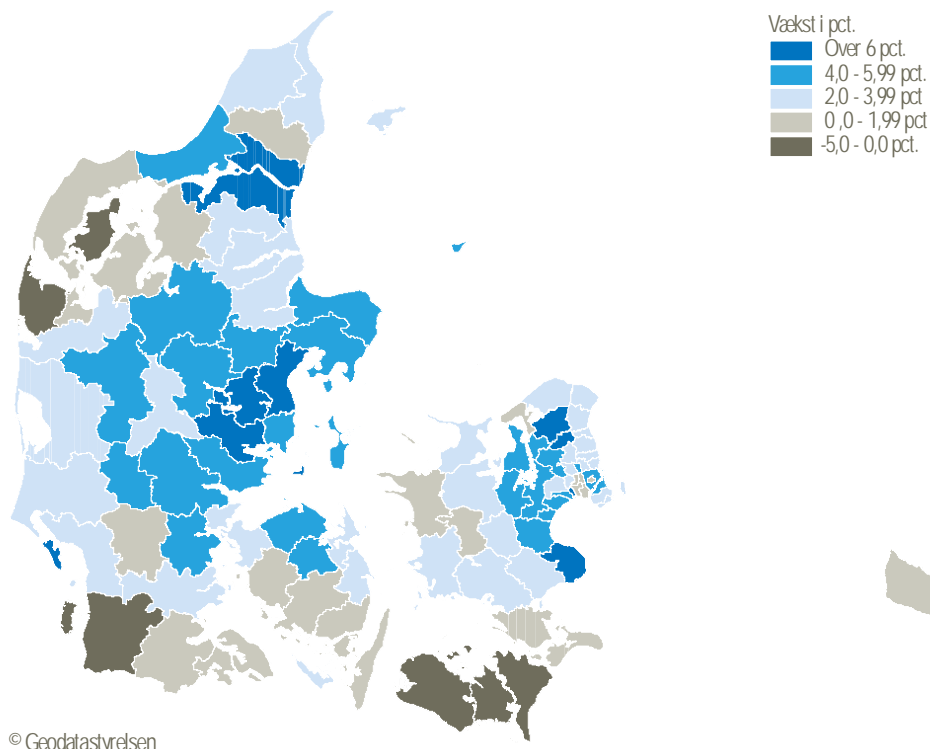 Vækst i pct.
Over 6 pct.
4,0 - 5,99 pct.
2,0 - 3,99 pct
0 ,0 - 1,99 pct
-5,0 - 0,0 pct.
© Geodatastyrelsen